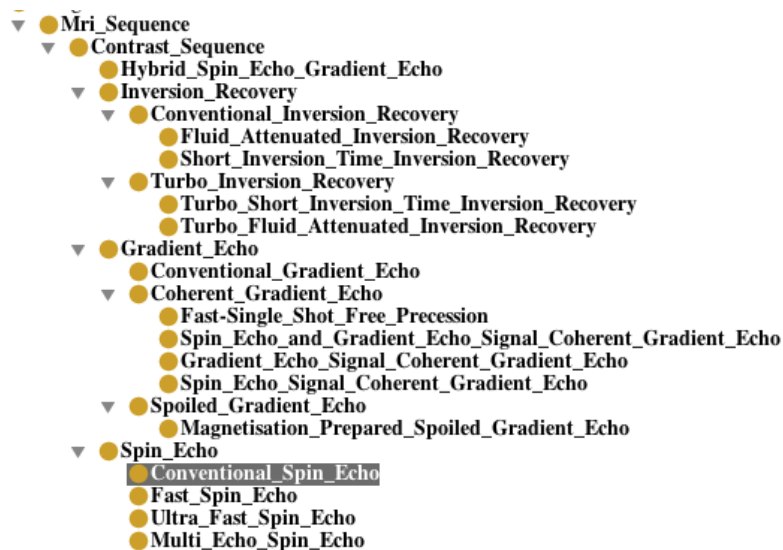 Mri_Sequence
Contrast_Sequence
Hybrid_Spin_Echo_Gradient_Echo
Inversion_Recovery
Conventional_Inversion_Recovery
Fluid_Attenuated_Inversion_Recovery
Short_Inversion_Time_Inversion_Recovery
Turbo_Inversion_Recovery
Turbo_Short_Inversion_Time_Inversion_Recovery
Turbo_Fluid_Attenuated_Inversion_Recovery
Gradient_Echo
Conventional_Gradient_Echo
Coherent_Gradient_Echo
Fast-Single_Shot_Free_Precession
Spin_Echo_and_Gradient_Echo_Signal_Coherent_Gradient_Echo
Gradient_Echo_Signal_Coherent_Gradient_Echo
Spin_Echo_Signal_Coherent_Gradient_Echo
Spoiled_Gradient_Echo
Magnetisation_Prepared_Spoiled_Gradient_Echo
Spin_Echo
Conventional_Spin_Echo
Fast_Spin_Echo
Ultra_Fast_Spin_Echo
Multi_Echo_Spin_Echo